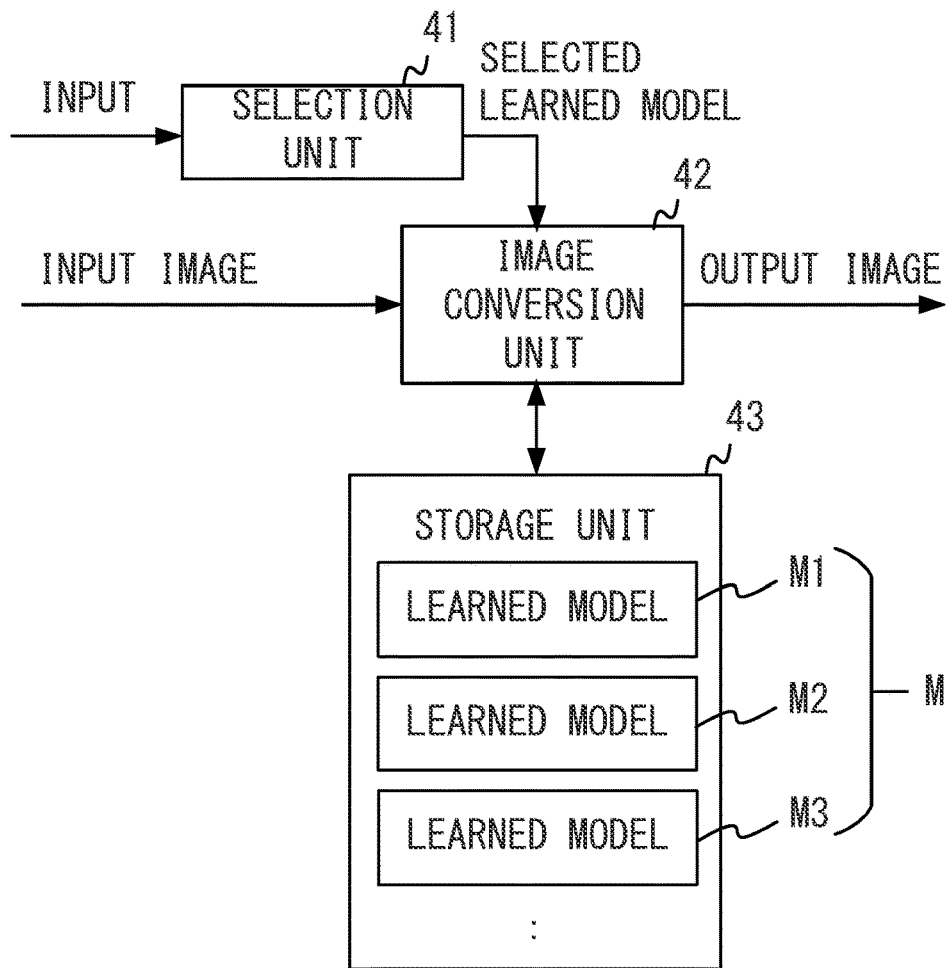 41
INPUT
SELECTION
UNIT
SELECTED
LEARNED MODEL
42
INPUT IMAGE
IMAGE
CONVERSION
UNIT
OUTPUT IMAGE
43
STORAGE UNIT
LEARNED MODEL
M1
LEARNED MODEL
M2
M
LEARNED MODEL
M3
: